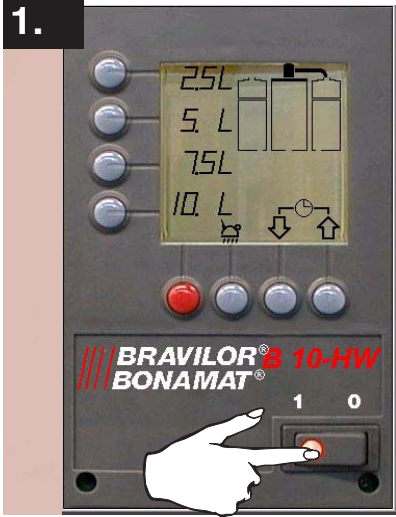 1.
2.5L
5. L
7.5L
10. L
BRAVILOR® B 10-HW
BONAMAT®
1 0